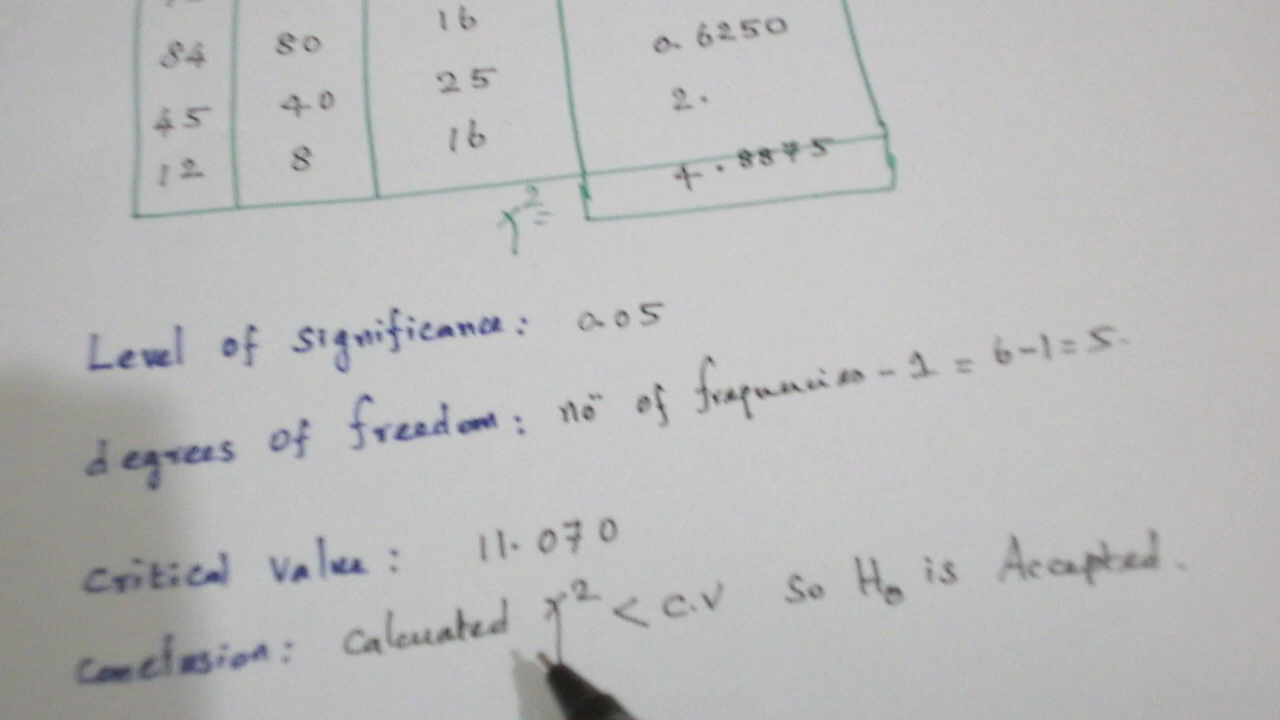 16
84 80 25 0.6250
45 40 16 2.
12 8 4.8875
χ²=
Level of significance: 0.05
degrees of freedom: no of frequencies - 1 = 6-1=5.
Critical value: 11.070
Conclusion: Calcuated χ² < C.V So H₀ is Accepted.